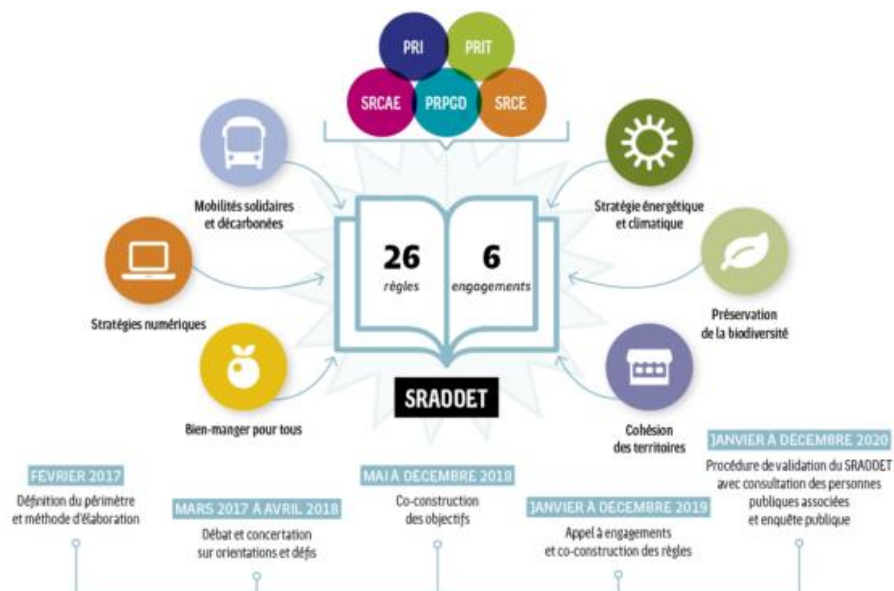 PRI
PRIT
SRCAE
PRPGD
SRCE
Mobilités solidaires
et décarbonées
Stratégie énergétique
et climatique
26
règles
6
engagements
Stratégies numériques
Préservation
de la biodiversité
Bien-manger pour tous
SRADDET
Cohésion
des territoires
FÉVRIER 2017
Définition du périmètre
et méthode d'élaboration
MARS 2017 À AVRIL 2018
Débat et concertation
sur orientations et défis
MAI À DÉCEMBRE 2018
Co-construction
des objectifs
JANVIER À DÉCEMBRE 2019
Appel à engagements
et co-construction des règles
JANVIER À DÉCEMBRE 2020
Procédure de validation du SRADDET
avec consultation des personnes
publiques associées
et enquête publique